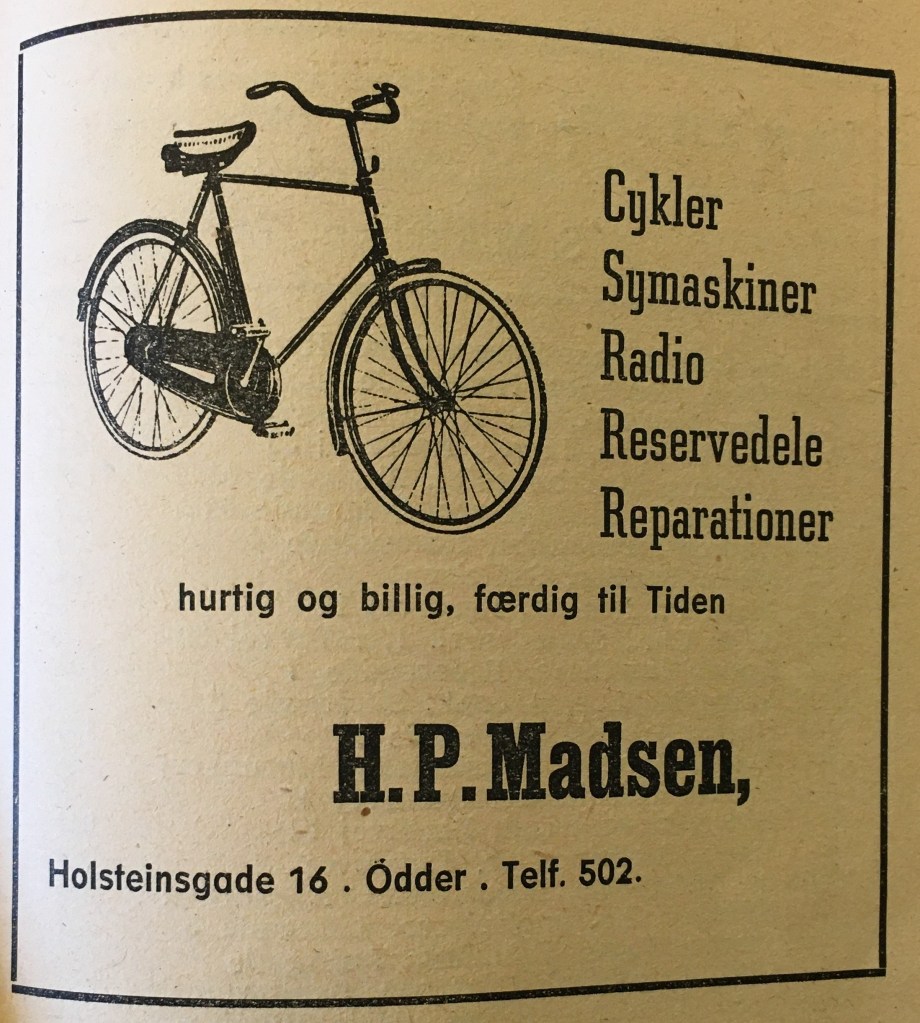 Cykler
Symaskiner
Radio
Reservedele
Reparationer
hurtig og billig, færdig til Tiden
H. P. Madsen,
Holsteinsgade 16 . Ödder . Telf. 502.